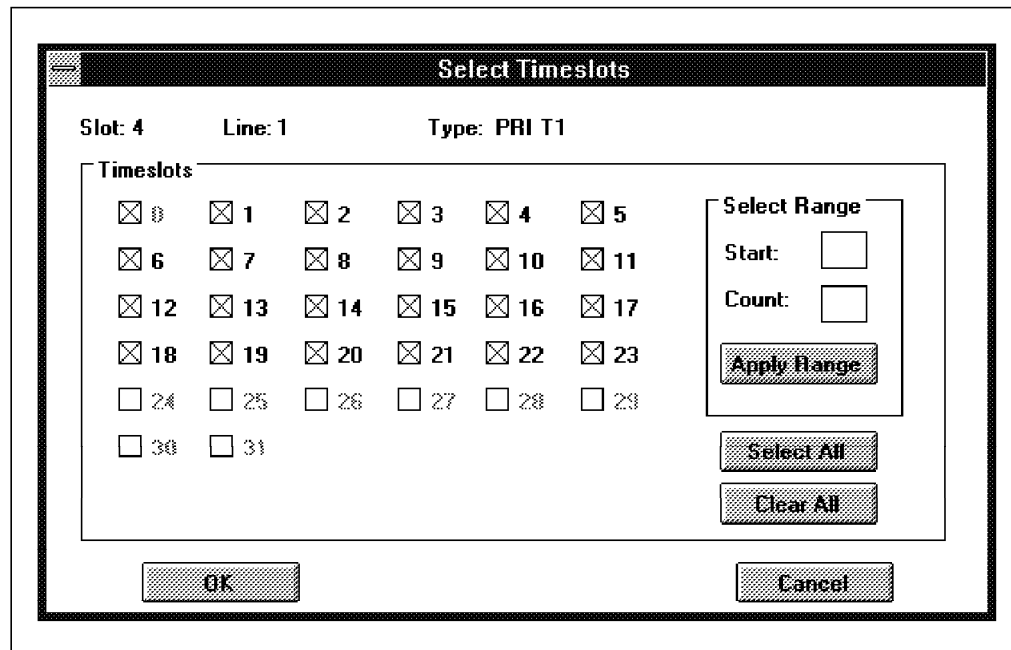 Select Timeslots
Slot: 4 Line: 1 Type: PRI T1
Timeslots
0 1 2 3 4 5
6 7 8 9 10 11
12 13 14 15 16 17
18 19 20 21 22 23
24 25 26 27 28 29
30 31
Select Range
Start:
Count:
Apply Range
Select All
Clear All
OK
Cancel